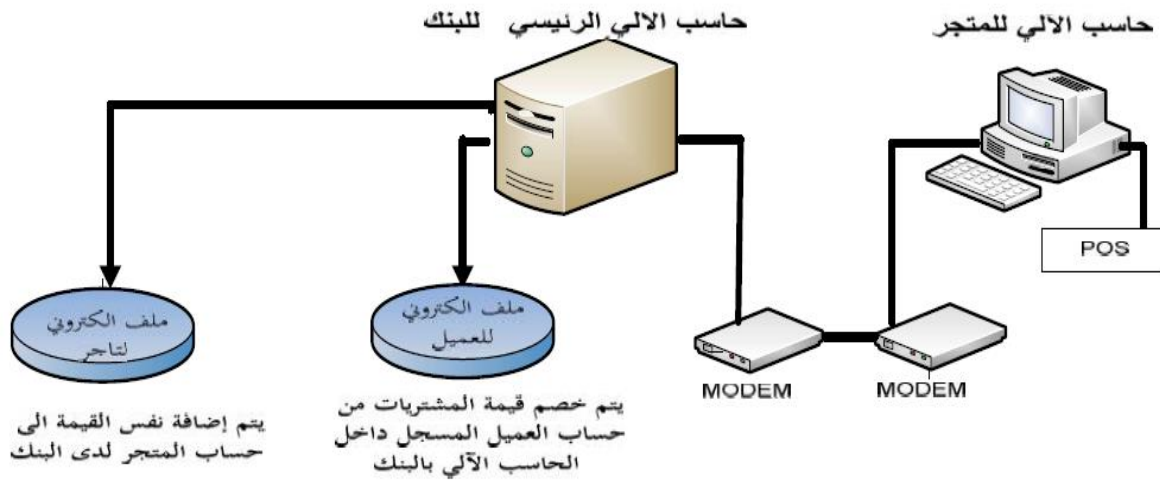 حاسب الالي للمتجر
حاسب الالي الرئيسي للبنك
POS
MODEM
MODEM
ملف الكتروني
للعميل
ملف الكتروني
لتاجر
يتم خصم قيمة المشتريات من
حساب العميل المسجل داخل
الحاسب الآلي بالبنك
يتم إضافة نفس القيمة الى
حساب المتجر لدى البنك